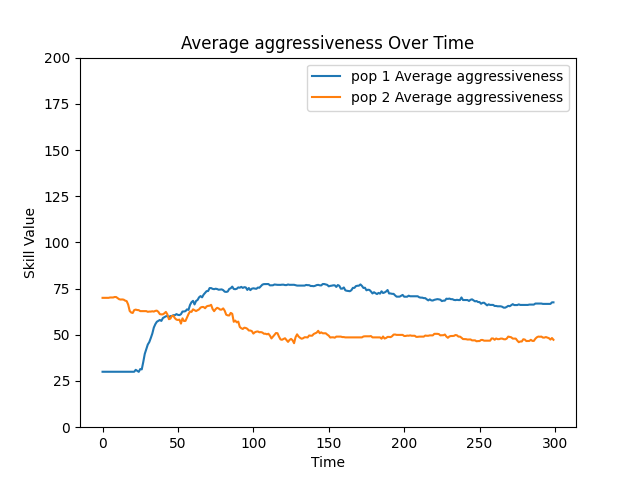 Average aggressiveness Over Time
200
175
150
125
100
75
50
25
0
Skill Value
pop 1 Average aggressiveness
pop 2 Average aggressiveness
0 50 100 150 200 250 300
Time